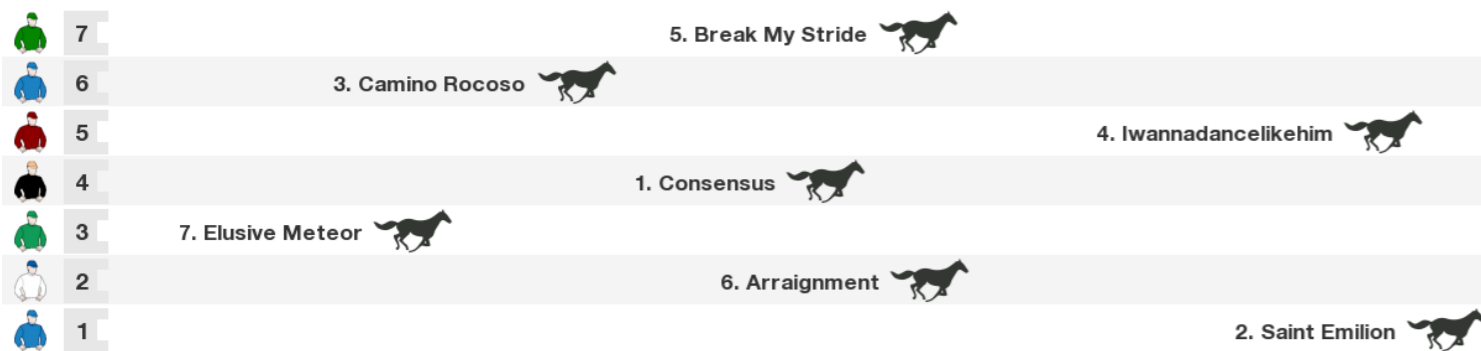 7 5. Break My Stride
6 3. Camino Rocoso
5 4. Iwannadancelikehim
4 1. Consensus
3 7. Elusive Meteor
2 6. Arraignment
1 2. Saint Emilion